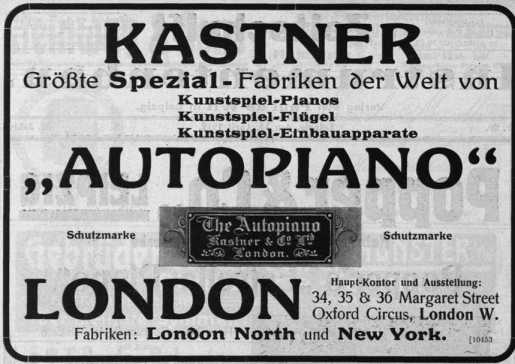 KASTNER
Größte Spezial-Fabriken der Welt von
Kunstspiel-Pianos
Kunstspiel-Flügel
Kunstspiel-Einbauapparate
„AUTOPIANO“
Schutzmarke
The Autopiano
Kastner & Co Ltd
London.
Schutzmarke
LONDON
Haupt-Kontor und Ausstellung:
34, 35 & 36 Margaret Street
Oxford Circus, London W.
Fabriken: London North und New York.
[10453